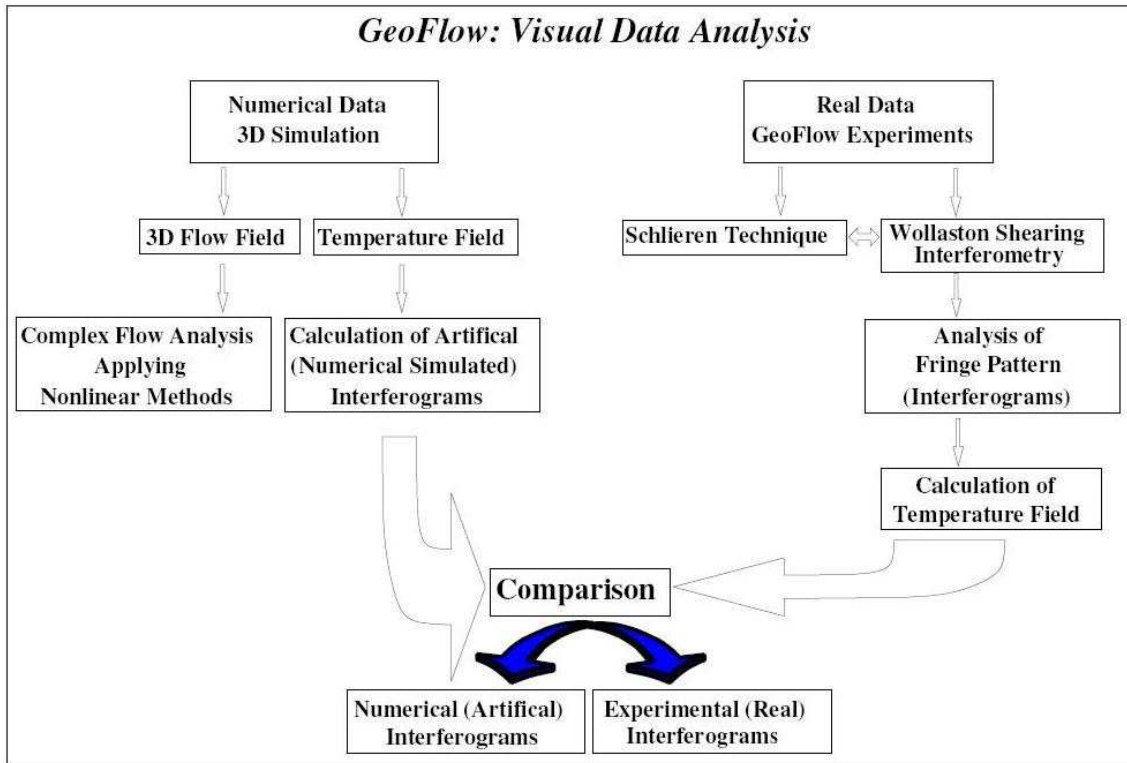 GeoFlow: Visual Data Analysis
Numerical Data
3D Simulation
Real Data
GeoFlow Experiments
3D Flow Field
Temperature Field
Schlieren Technique
Wollaston Shearing
Interferometry
Complex Flow Analysis
Applying
Nonlinear Methods
Calculation of Artifical
(Numerical Simulated)
Interferograms
Analysis of
Fringe Pattern
(Interferograms)
Calculation of
Temperature Field
Comparison
Numerical (Artifical)
Interferograms
Experimental (Real)
Interferograms